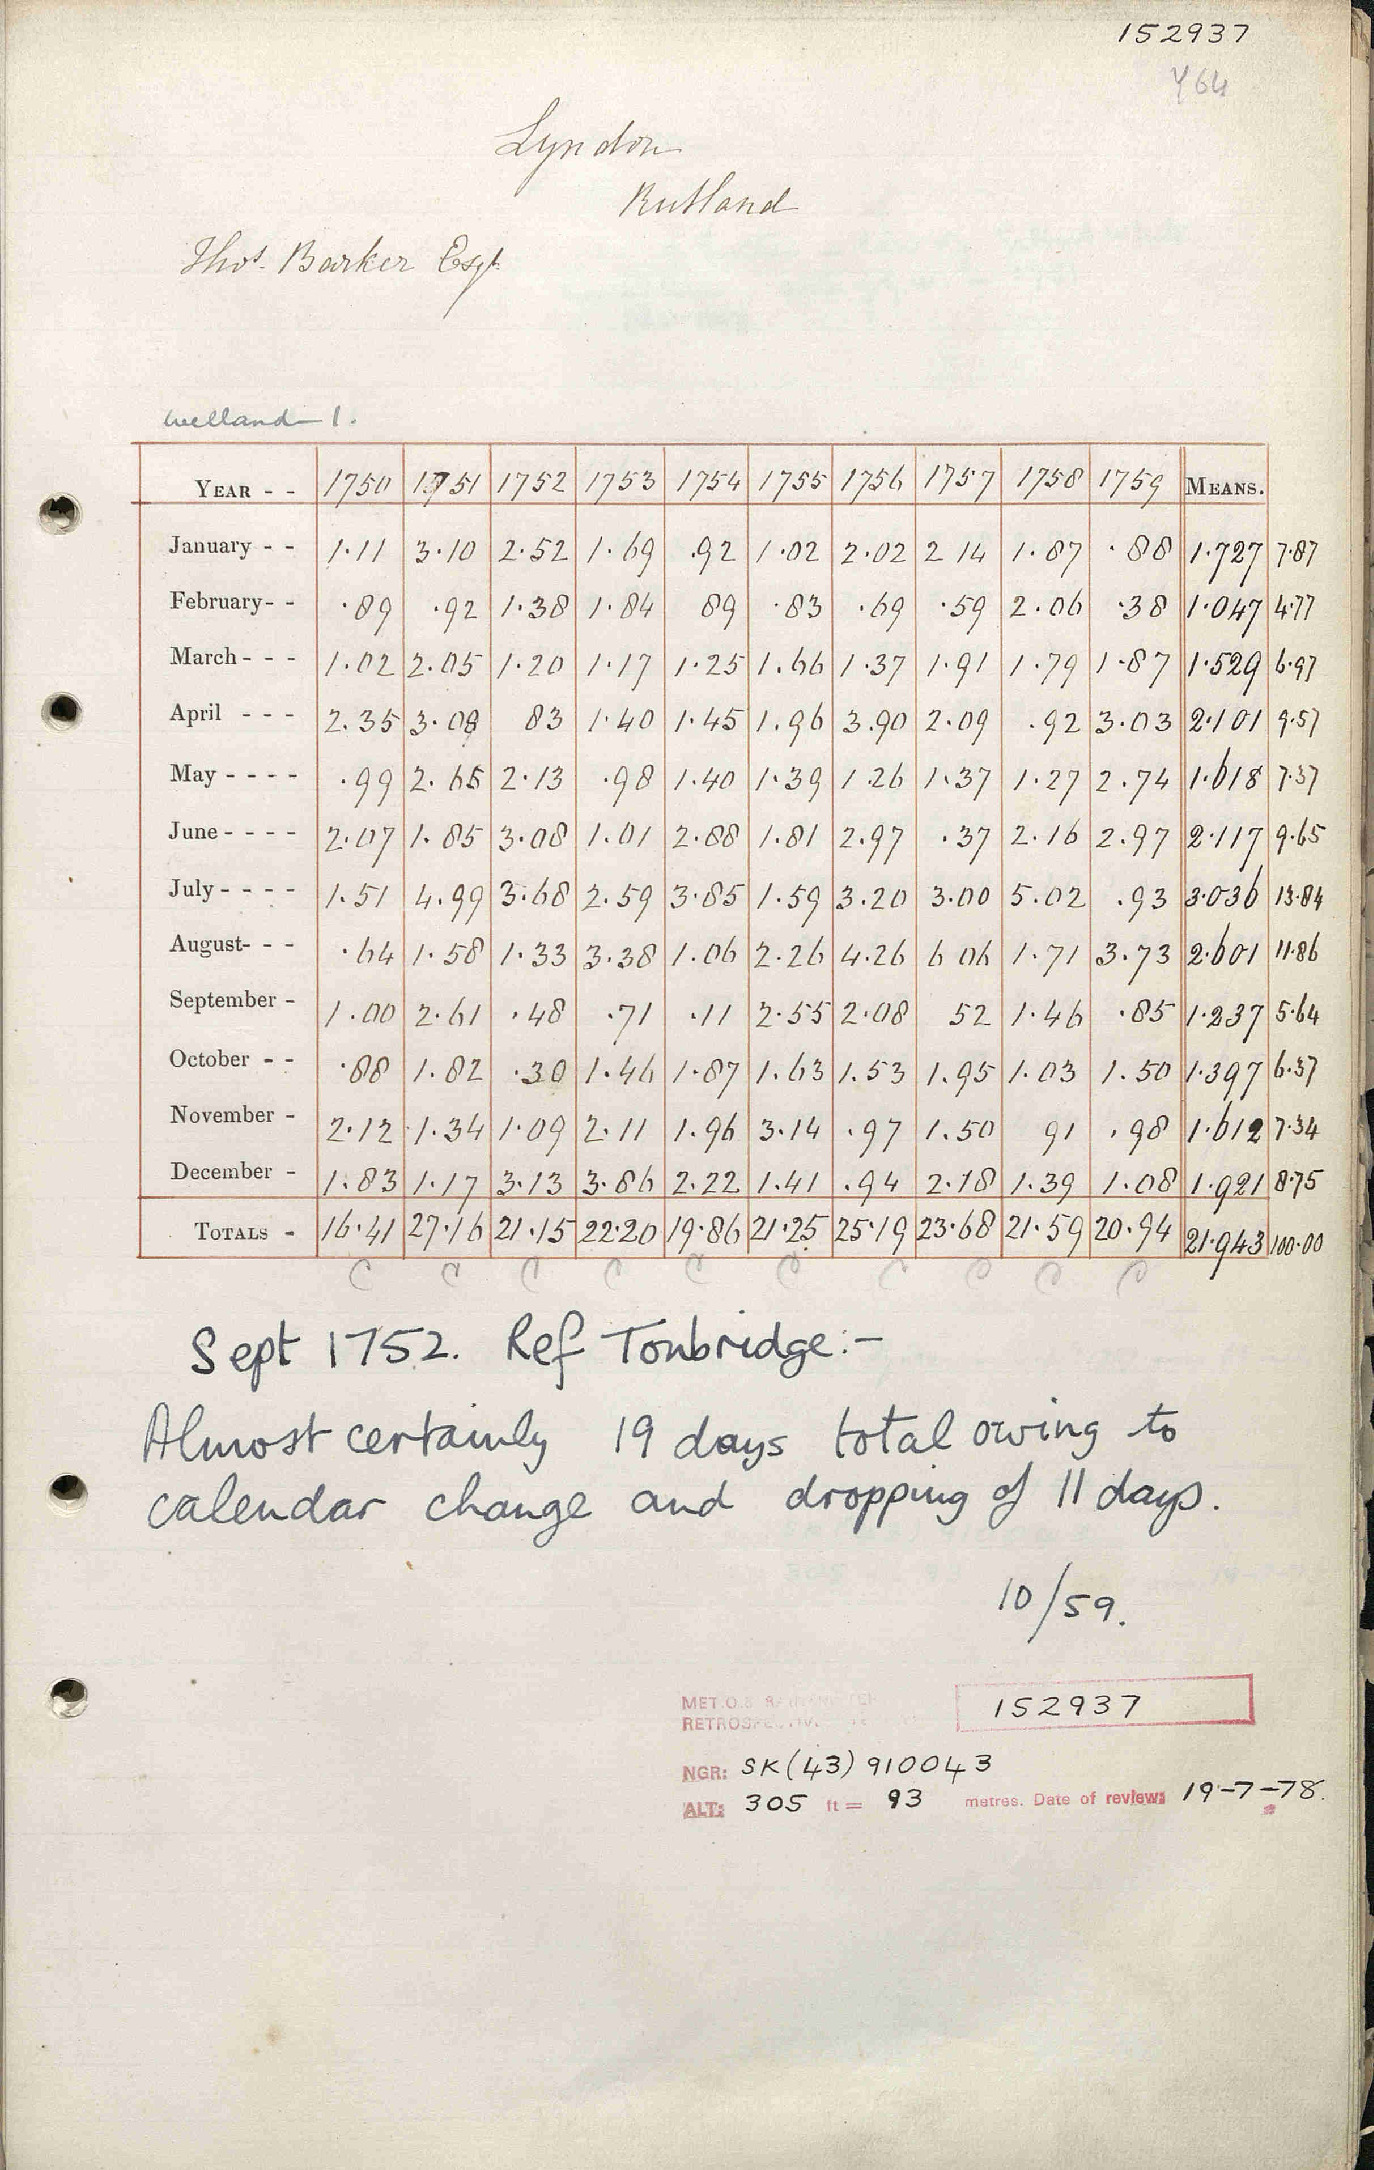 152937
Y64
Lyndon
Rutland
Thos. Barker Esqr
Welland 1.
YEAR - - 1750 1751 1752 1753 1754 1755 1756 1757 1758 1759 MEANS.
January - - 1.11 3.10 2.52 1.69 .92 1.02 2.02 2 14 1.87 .88 1.727 7.87
February- - .89 .92 1.38 1.84 89 .83 .69 .59 2.06 .38 1.047 4.77
March - - - 1.02 2.05 1.20 1.17 1.25 1.66 1.37 1.91 1.79 1.87 1.529 6.97
April - - - 2.35 3.08 83 1.40 1.45 1.96 3.90 2.09 .92 3.03 2.101 9.57
May - - - - .99 2.65 2.13 .98 1.40 1.39 1.26 1.37 1.27 2.74 1.618 7.37
June - - - - 2.07 1.85 3.08 1.01 2.88 1.81 2.97 .37 2.16 2.97 2.117 9.65
July - - - - 1.51 4.99 3.68 2.59 3.85 1.59 3.20 3.00 5.02 .93 3.036 13.84
August- - - .64 1.58 1.33 3.38 1.06 2.26 4.26 6 06 1.71 3.73 2.601 11.86
September - 1.00 2.61 .48 .71 .11 2.55 2.08 52 1.46 .85 1.237 5.64
October - - .88 1.82 .30 1.46 1.87 1.63 1.53 1.95 1.03 1.50 1.397 6.37
November - 2.12 1.34 1.09 2.11 1.96 3.14 .97 1.50 91 .98 1.612 7.34
December - 1.83 1.17 3.13 3.86 2.22 1.41 .94 2.18 1.39 1.08 1.921 8.75
TOTALS - 16.41 27.16 21.15 22.20 19.86 21.25 25.19 23.68 21.59 20.94 21.943 100.00
C C C C C C C C C C
Sept 1752. Ref Tonbridge:-
Almost certainly 19 days total owing to
calendar change and dropping of 11 days.
10/59.
MET.O.8
152937
NGR: SK(43)910043
ALT: 305 ft = 93 metres. Date of review: 19-7-78.